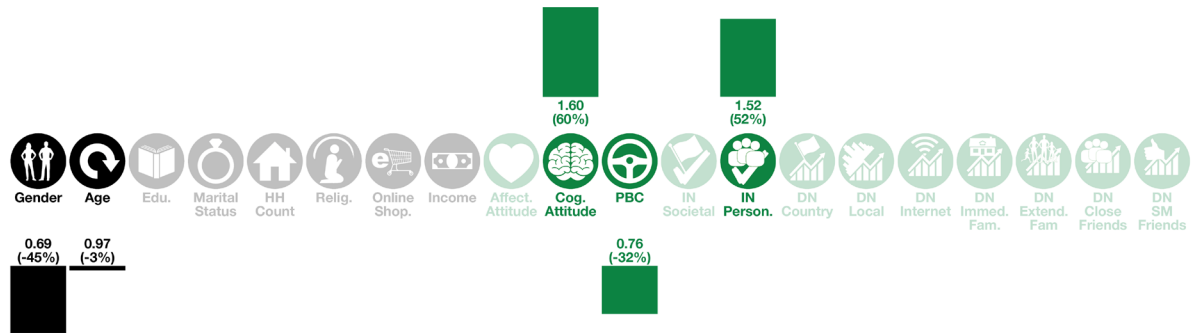 1.60
(60%)
1.52
(52%)
e
Gender
Age
Edu.
Marital
Status
HH
Count
Relig.
Online
Shop.
Income
Affect.
Attitude
Cog.
Attitude
PBC
IN
Societal
IN
Person.
DN
Country
DN
Local
DN
Internet
DN
Immed.
Fam.
DN
Extend.
Fam
DN
Close
Friends
DN
SM
Friends
0.69
(-45%)
0.97
(-3%)
0.76
(-32%)